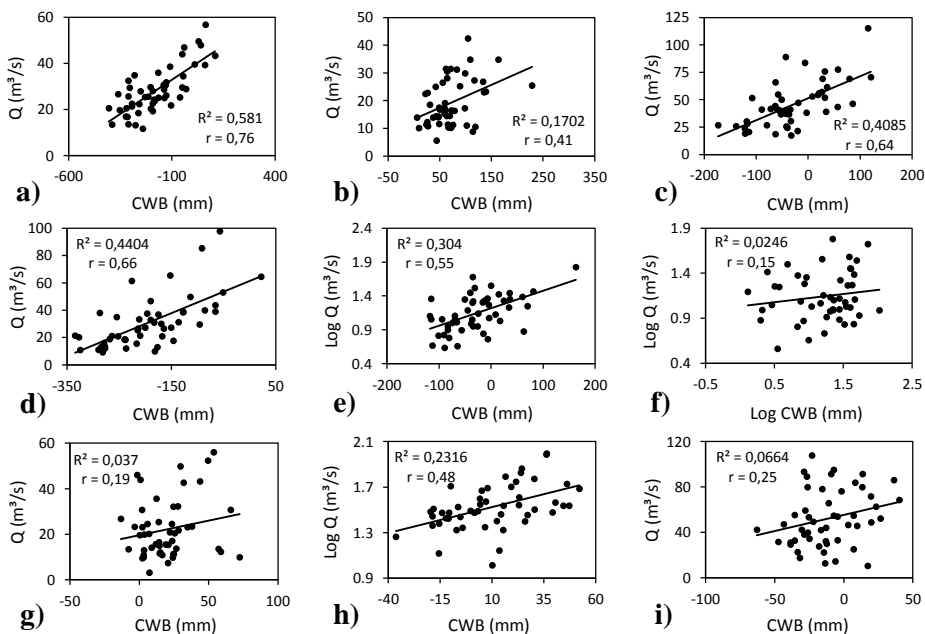 Q (m³/s)
60
40
20
0
-600
-100
400
R² = 0,581
r = 0,76
a)
CWB (mm)
Q (m³/s)
50
40
30
20
10
0
-50
50
150
250
350
R² = 0,1702
r = 0,41
b)
CWB (mm)
Q (m³/s)
125
100
75
50
25
0
-200
-100
0
100
200
R² = 0,4085
r = 0,64
c)
CWB (mm)
Q (m³/s)
100
80
60
40
20
0
-350
-150
50
R² = 0,4404
r = 0,66
d)
CWB (mm)
Log Q (m³/s)
2.4
1.9
1.4
0.9
0.4
-200
-100
0
100
200
R² = 0,304
r = 0,55
e)
CWB (mm)
Log Q (m³/s)
1.9
1.4
0.9
0.4
-0.5
0.5
1.5
2.5
R² = 0,0246
r = 0,15
f)
Log CWB (mm)
Q (m³/s)
60
40
20
0
-50
0
50
100
R² = 0,037
r = 0,19
g)
CWB (mm)
Log Q (m³/s)
2.1
1.7
1.3
0.9
-40
-15
10
35
60
R² = 0,2316
r = 0,48
h)
CWB (mm)
Q (m³/s)
120
80
40
0
-100
-50
0
50
R² = 0,0664
r = 0,25
i)
CWB (mm)